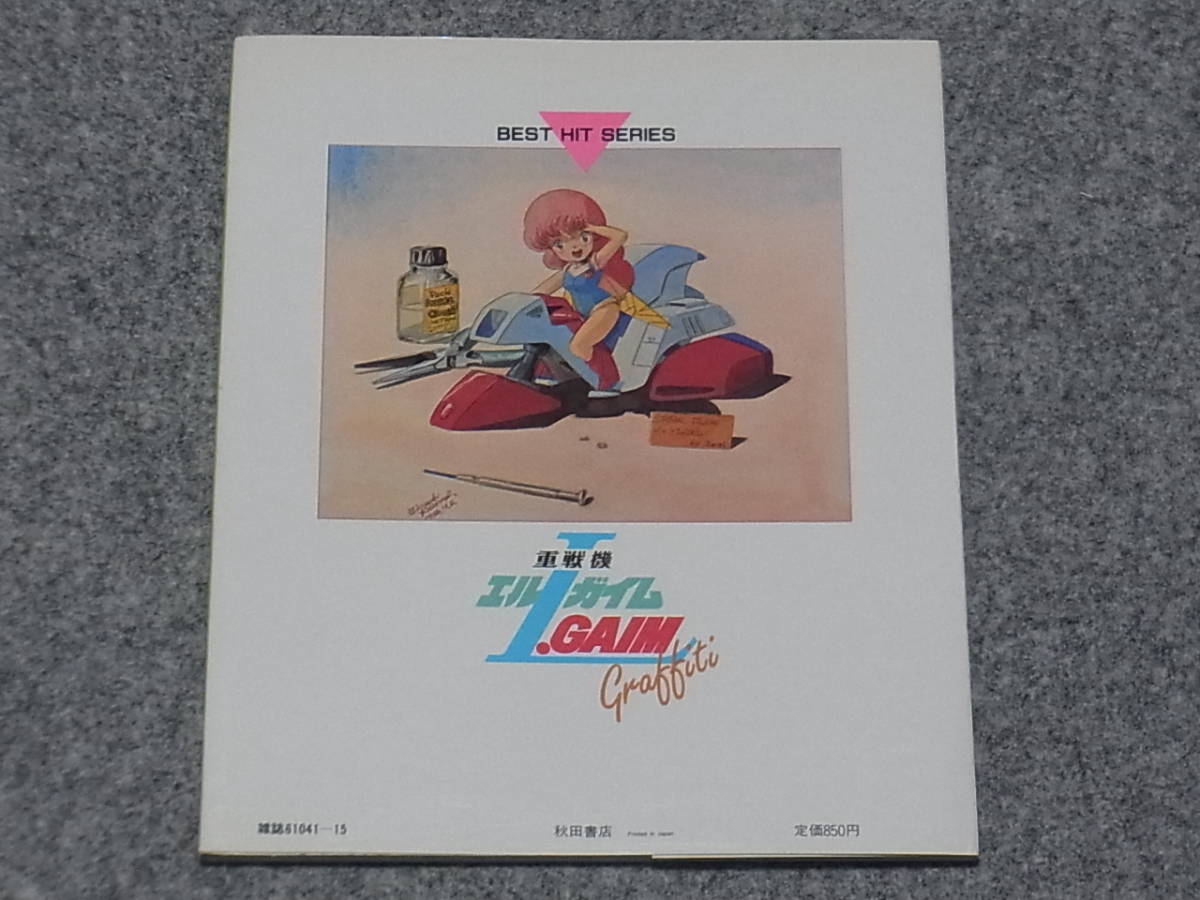 BEST HIT SERIES
重戦機
エルガイム
L.GAIM
Graffiti
雑誌61041-15
秋田書店
Printed in Japan
定価850円